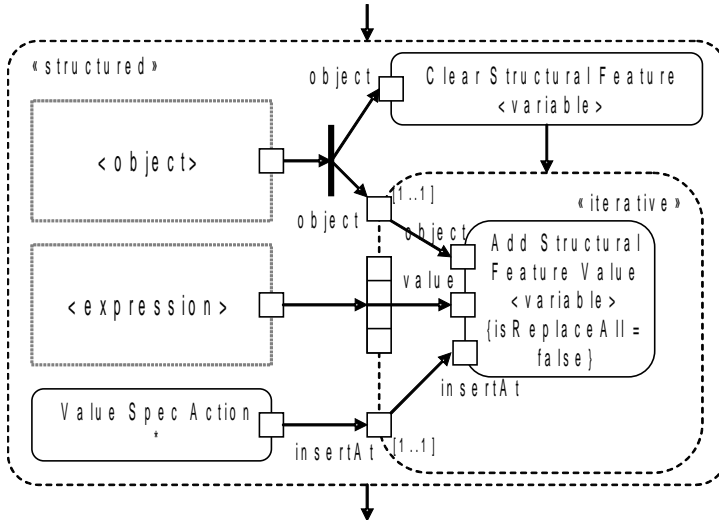 «structured»
object
Clear Structural Feature
<variable>
<object>
[1..1]
object
«iterative»
object
Add Structural
Feature Value
<variable>
{isReplaceAll=
false}
value
<expression>
insertAt
Value Spec Action
*
insertAt
[1..1]